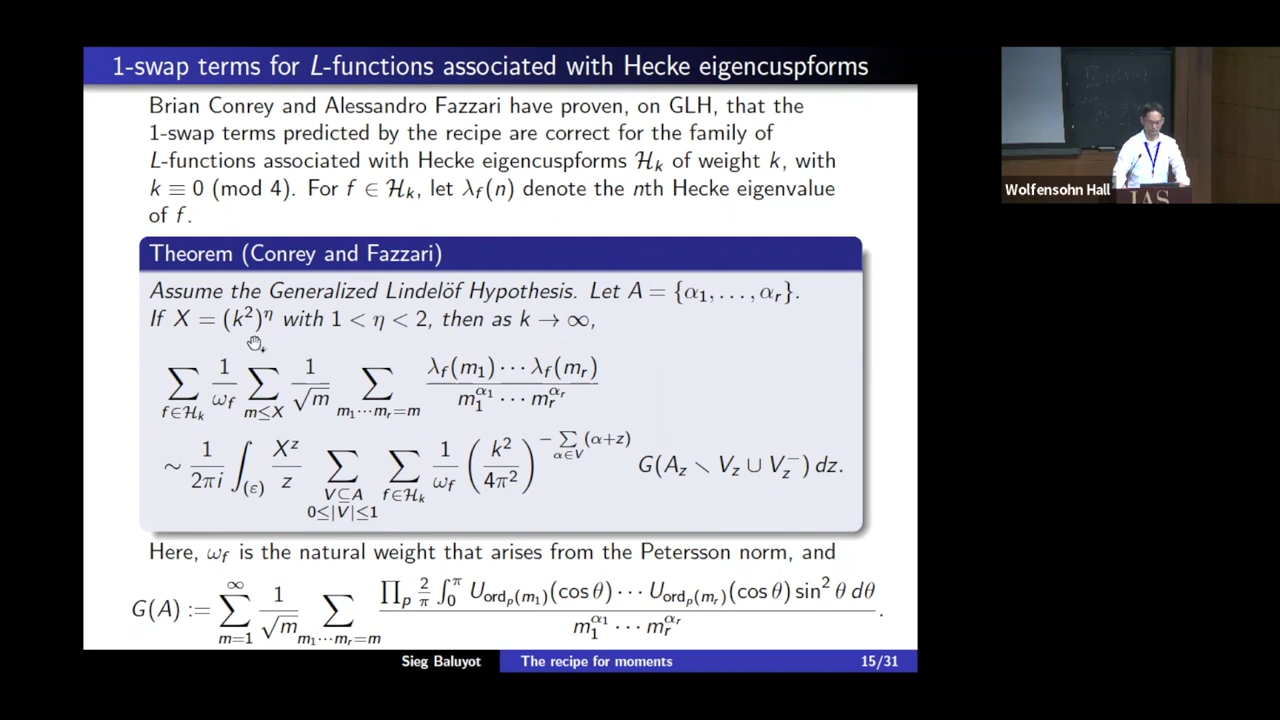 1-swap terms for L-functions associated with Hecke eigencuspforms
Brian Conrey and Alessandro Fazzari have proven, on GLH, that the
1-swap terms predicted by the recipe are correct for the family of
L-functions associated with Hecke eigencuspforms ℋ_k of weight k, with
k ≡ 0 (mod 4). For f ∈ ℋ_k, let λ_f(n) denote the nth Hecke eigenvalue
of f.
Theorem (Conrey and Fazzari)
Assume the Generalized Lindelöf Hypothesis. Let A = {α_1, . . . , α_r}.
If X = (k^2)^η with 1 < η < 2, then as k → ∞,
∑_{f∈ℋ_k} 1/ω_f ∑_{m≤X} 1/√m ∑_{m_1···m_r=m} λ_f(m_1) · · · λ_f(m_r) / m_1^{α_1} · · · m_r^{α_r}
∼ 1/2πi ∫_{(ε)} X^z/z ∑_{V⊆A 0≤|V|≤1} ∑_{f∈ℋ_k} 1/ω_f (k^2/4π^2)^{−∑_{α∈V}(α+z)} G(A_z ∖ V_z ∪ V_z^−) dz.
Here, ω_f is the natural weight that arises from the Petersson norm, and
G(A) := ∑_{m=1}^∞ 1/√m ∑_{m_1···m_r=m} ∏_p 2/π ∫_0^π U_{ord_p(m_1)}(cos θ) · · · U_{ord_p(m_r)}(cos θ) sin^2 θ dθ / m_1^{α_1} · · · m_r^{α_r}.
Sieg Baluyot The recipe for moments 15/31
Wolfensohn Hall
IAS